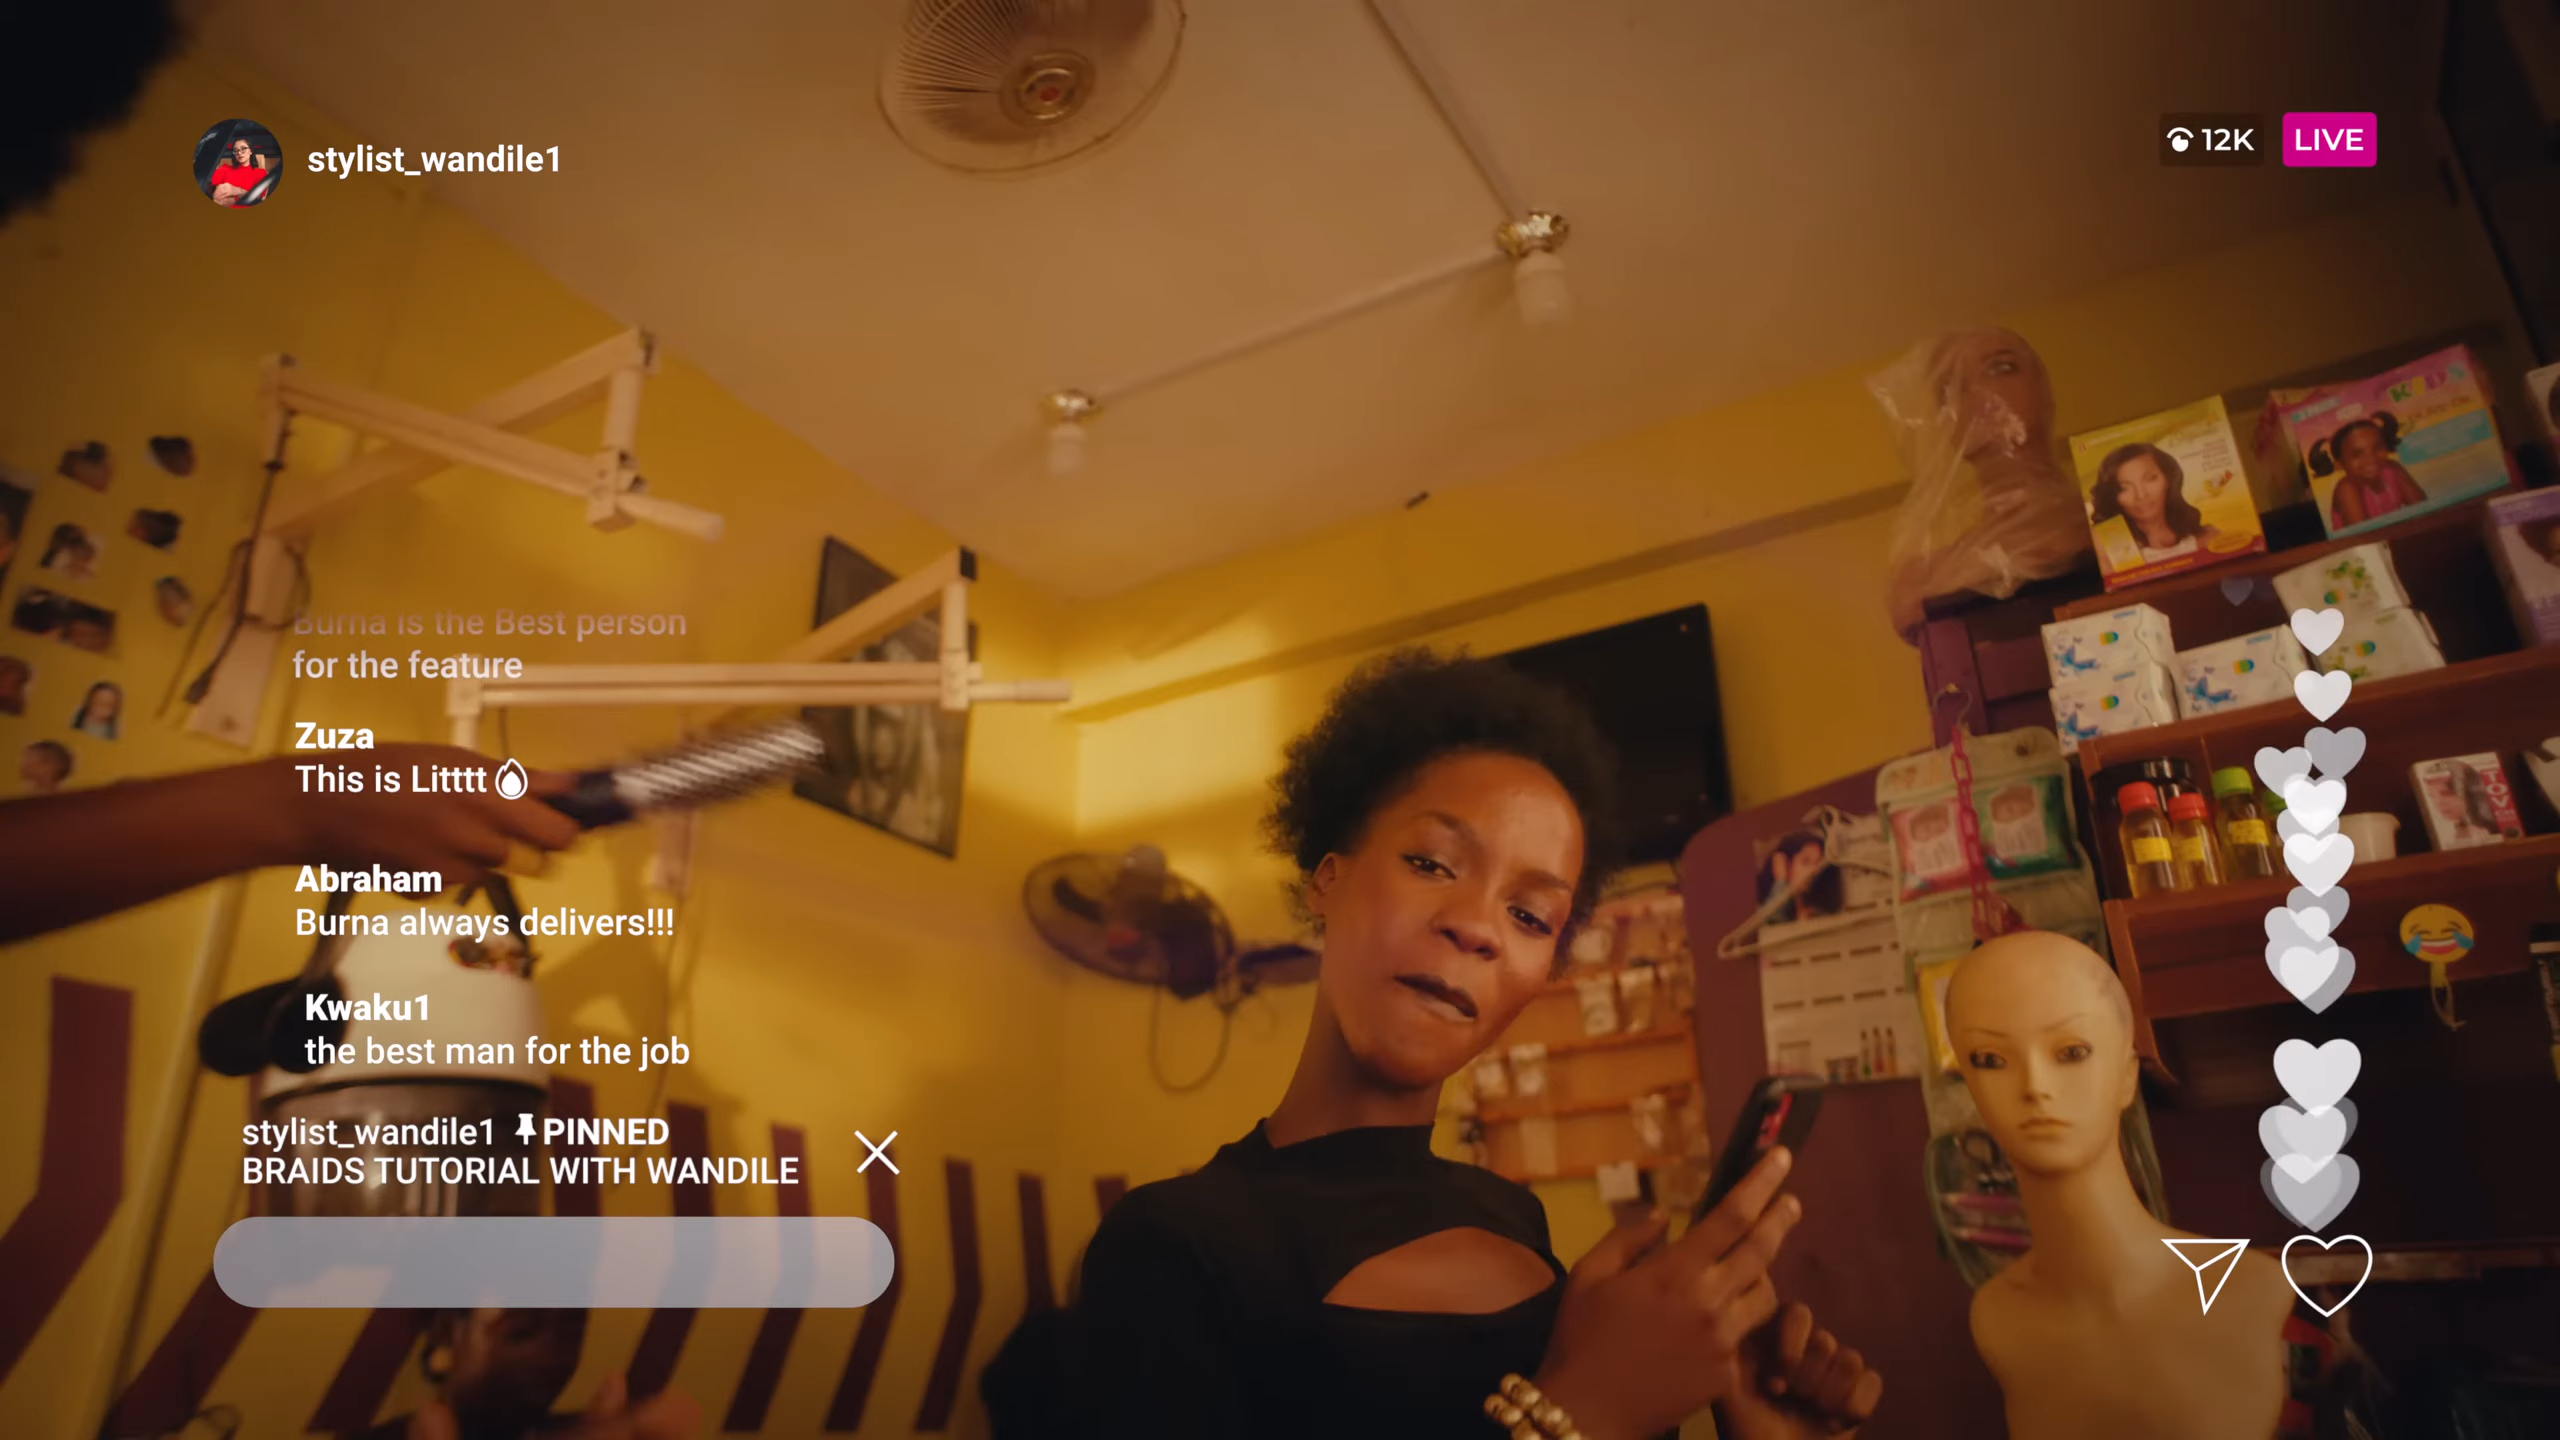 stylist_wandile1
12K
LIVE
Burna is the Best person
for the feature
Zuza
This is Litttt
Abraham
Burna always delivers!!!
Kwaku1
the best man for the job
stylist_wandile1 PINNED
BRAIDS TUTORIAL WITH WANDILE
KIDS